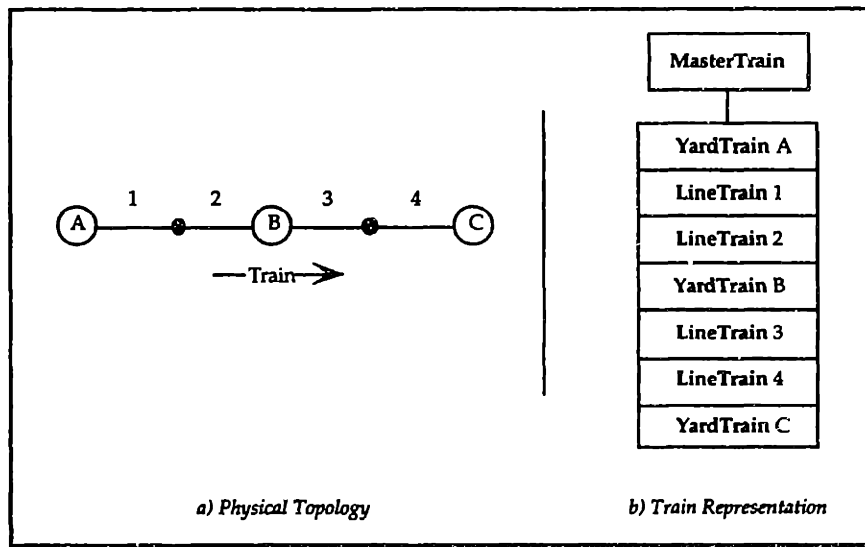 1 2 3 4
A B C
Train
a) Physical Topology
MasterTrain
YardTrain A
LineTrain 1
LineTrain 2
YardTrain B
LineTrain 3
LineTrain 4
YardTrain C
b) Train Representation